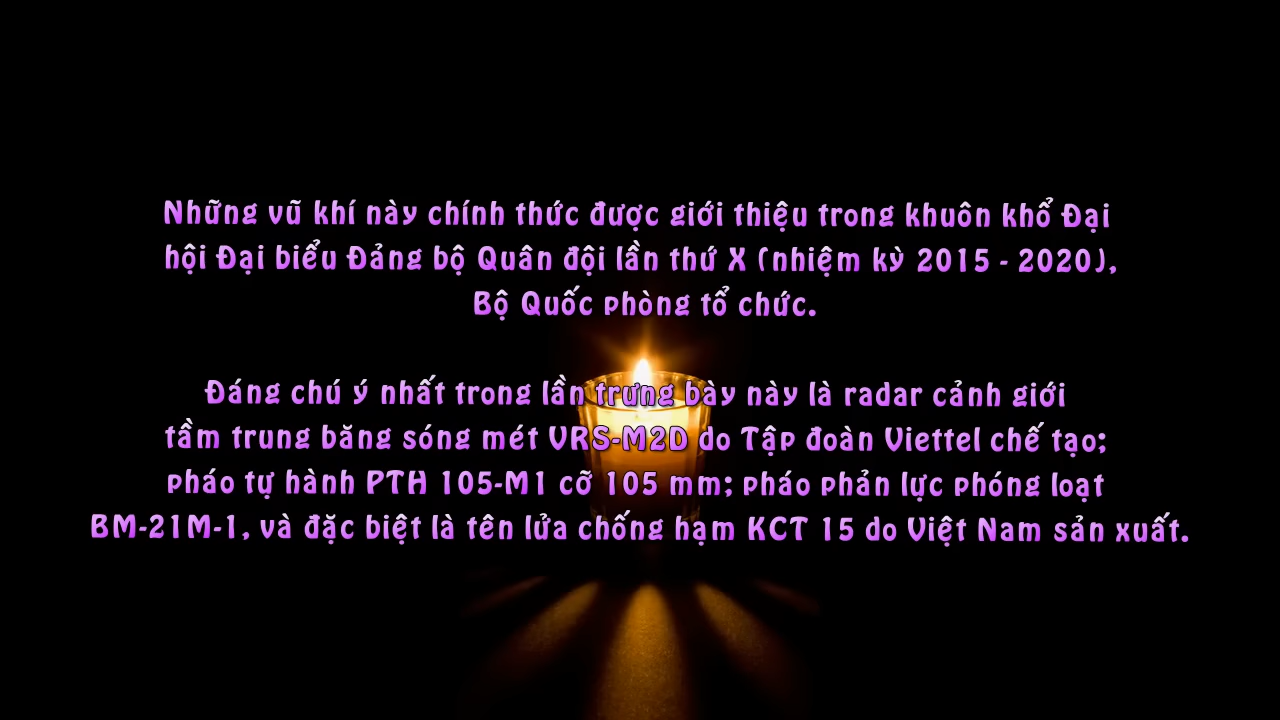 Những vũ khí này chính thức được giới thiệu trong khuôn khổ Đại
hội Đại biểu Đảng bộ Quân đội lần thứ X (nhiệm kỳ 2015 - 2020),
Bộ Quốc phòng tổ chức.
Đáng chú ý nhất trong lần trưng bày này là radar cảnh giới
tầm trung băng sóng mét VRS-M2D do Tập đoàn Viettel chế tạo;
pháo tự hành PTH 105-M1 cỡ 105 mm; pháo phản lực phóng loạt
BM-21M-1, và đặc biệt là tên lửa chống hạm KCT 15 do Việt Nam sản xuất.